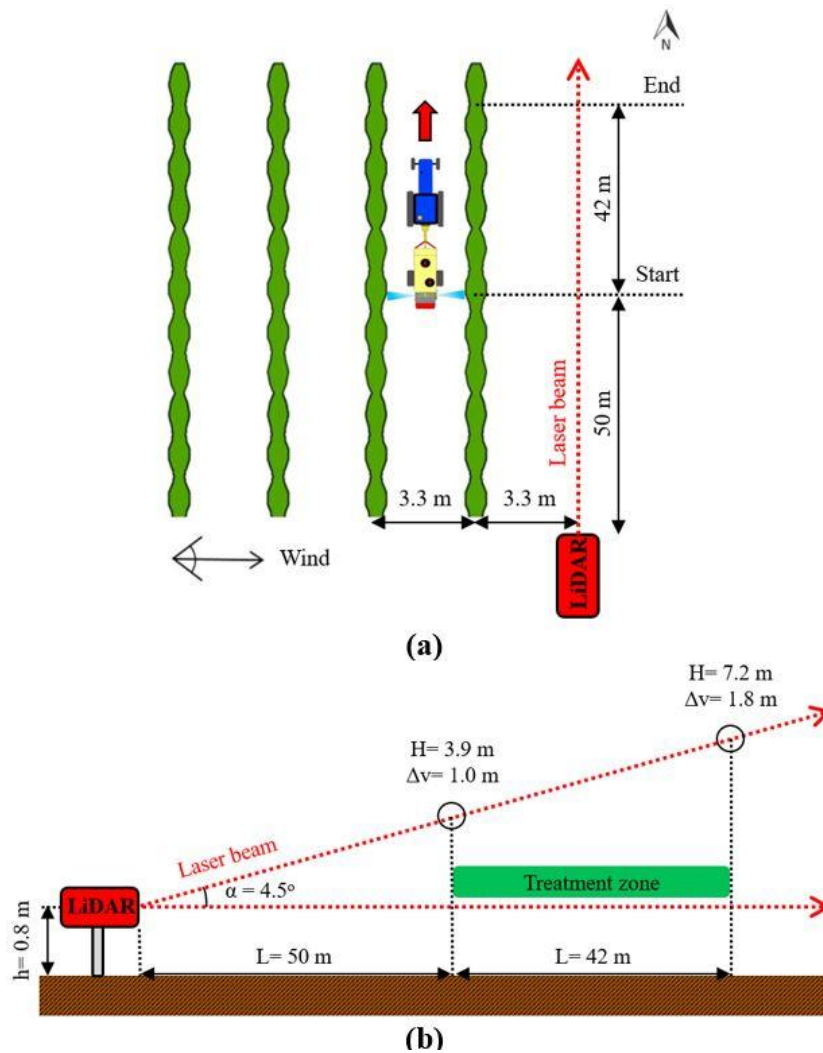 N
End
42 m
Start
Laser beam
50 m
3.3 m
3.3 m
Wind
LiDAR
(a)
H= 7.2 m
Δv= 1.8 m
H= 3.9 m
Δv= 1.0 m
Laser beam
Treatment zone
α = 4.5º
LiDAR
h= 0.8 m
L= 50 m
L= 42 m
(b)